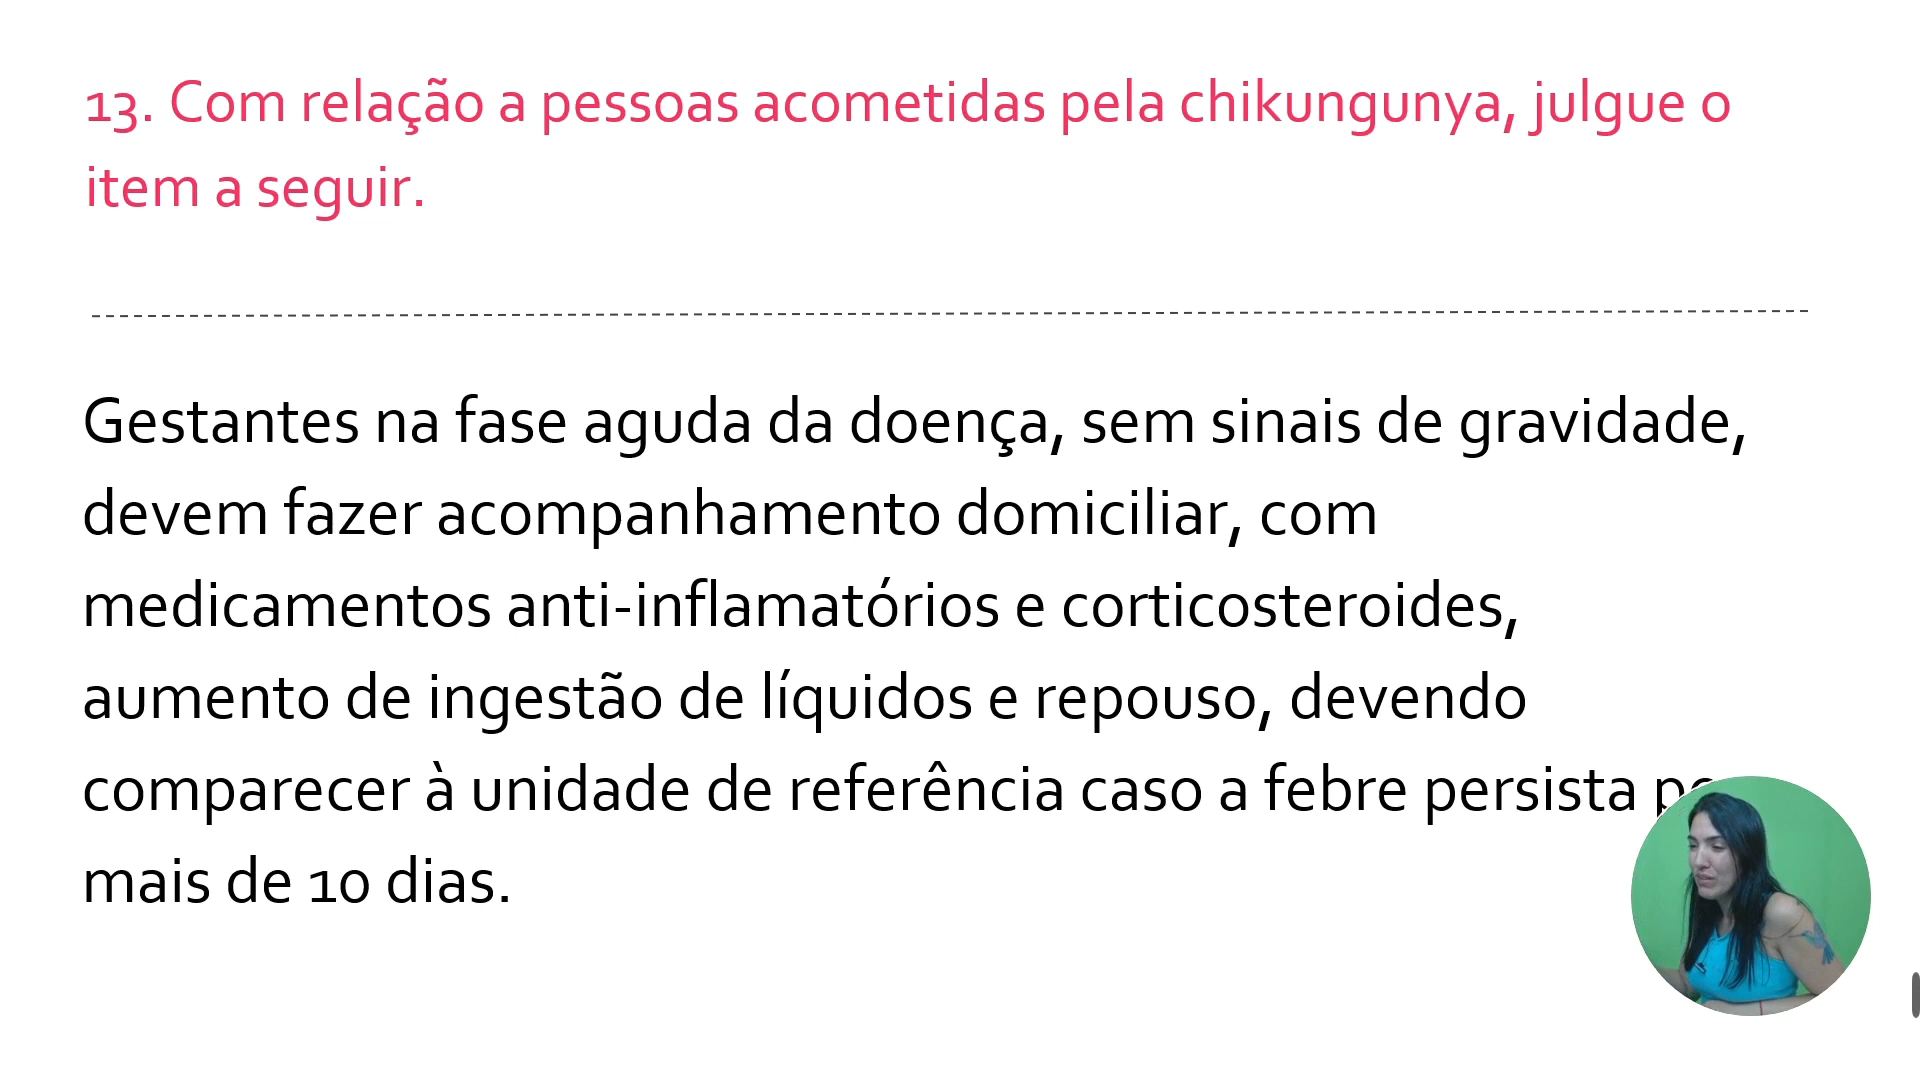 13. Com relação a pessoas acometidas pela chikungunya, julgue o
item a seguir.
Gestantes na fase aguda da doença, sem sinais de gravidade,
devem fazer acompanhamento domiciliar, com
medicamentos anti-inflamatórios e corticosteroides,
aumento de ingestão de líquidos e repouso, devendo
comparecer à unidade de referência caso a febre persista
mais de 10 dias.